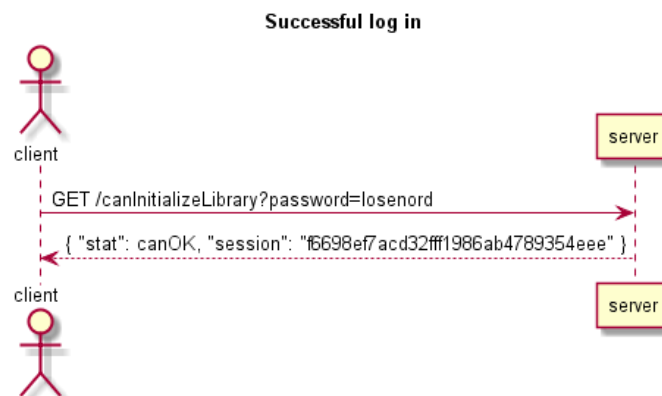 Successful log in
client
server
GET /canInitializeLibrary?password=losenord
{ "stat": canOK, "session": "f6698ef7acd32fff1986ab4789354eee" }
client
server